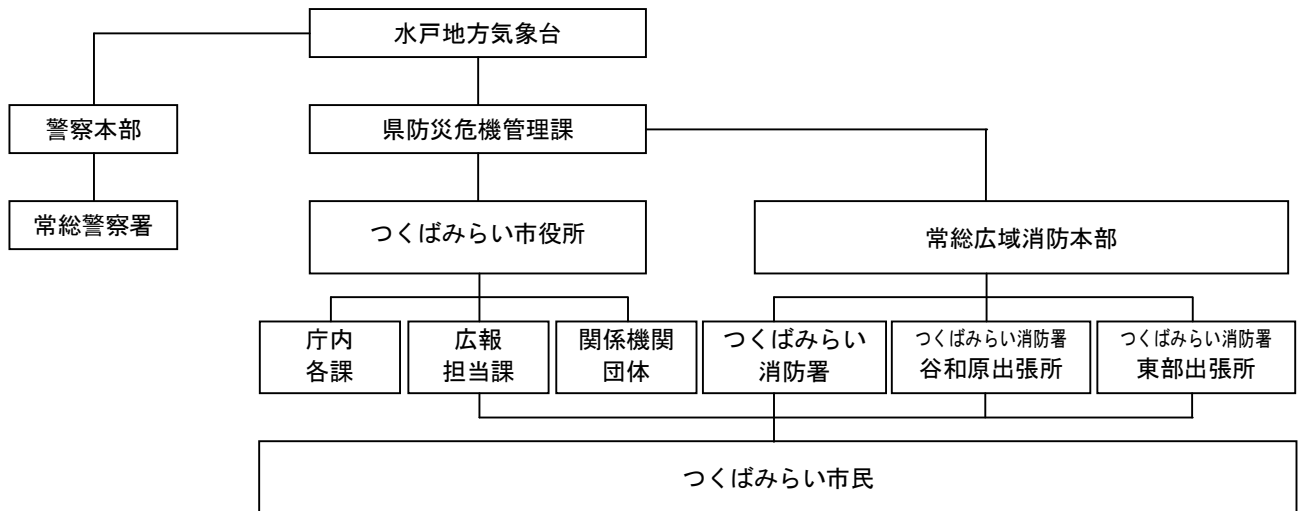 水戸地方気象台
警察本部
県防災危機管理課
常総警察署
つくばみらい市役所
常総広域消防本部
庁内
各課
広報
担当課
関係機関
団体
つくばみらい
消防署
つくばみらい消防署
谷和原出張所
つくばみらい消防署
東部出張所
つくばみらい市民